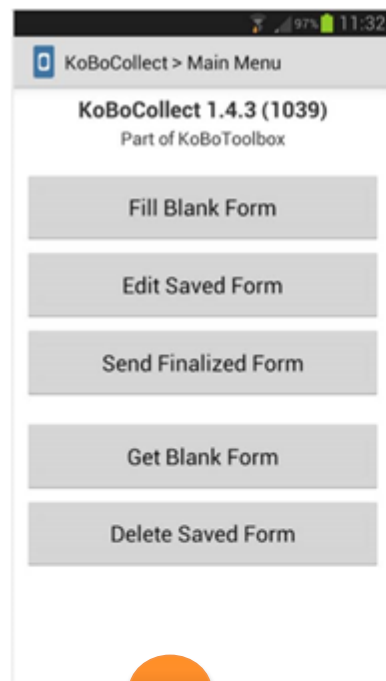 97% 11:32
KoBoCollect > Main Menu
KoBoCollect 1.4.3 (1039)
Part of KoBoToolbox
Fill Blank Form
Edit Saved Form
Send Finalized Form
Get Blank Form
Delete Saved Form